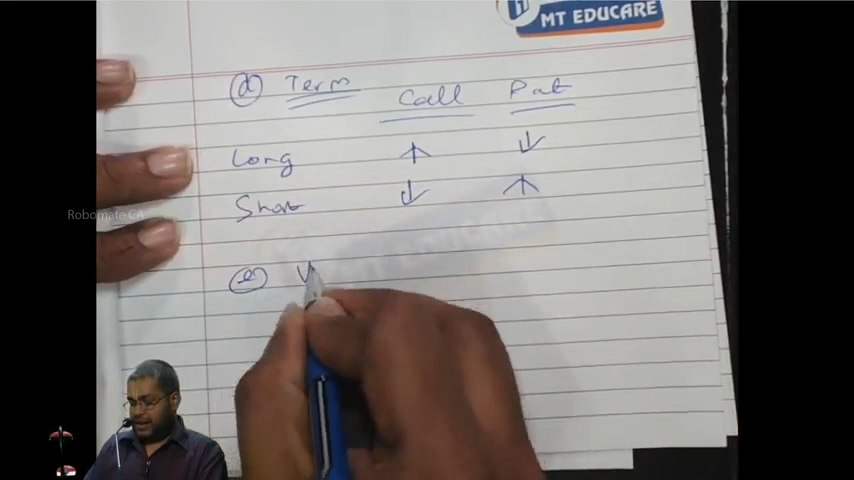 MT EDUCARE
(d) Term Call Put
Long ↑ ↓
Short ↓ ↑
Robomate CA
(e) V